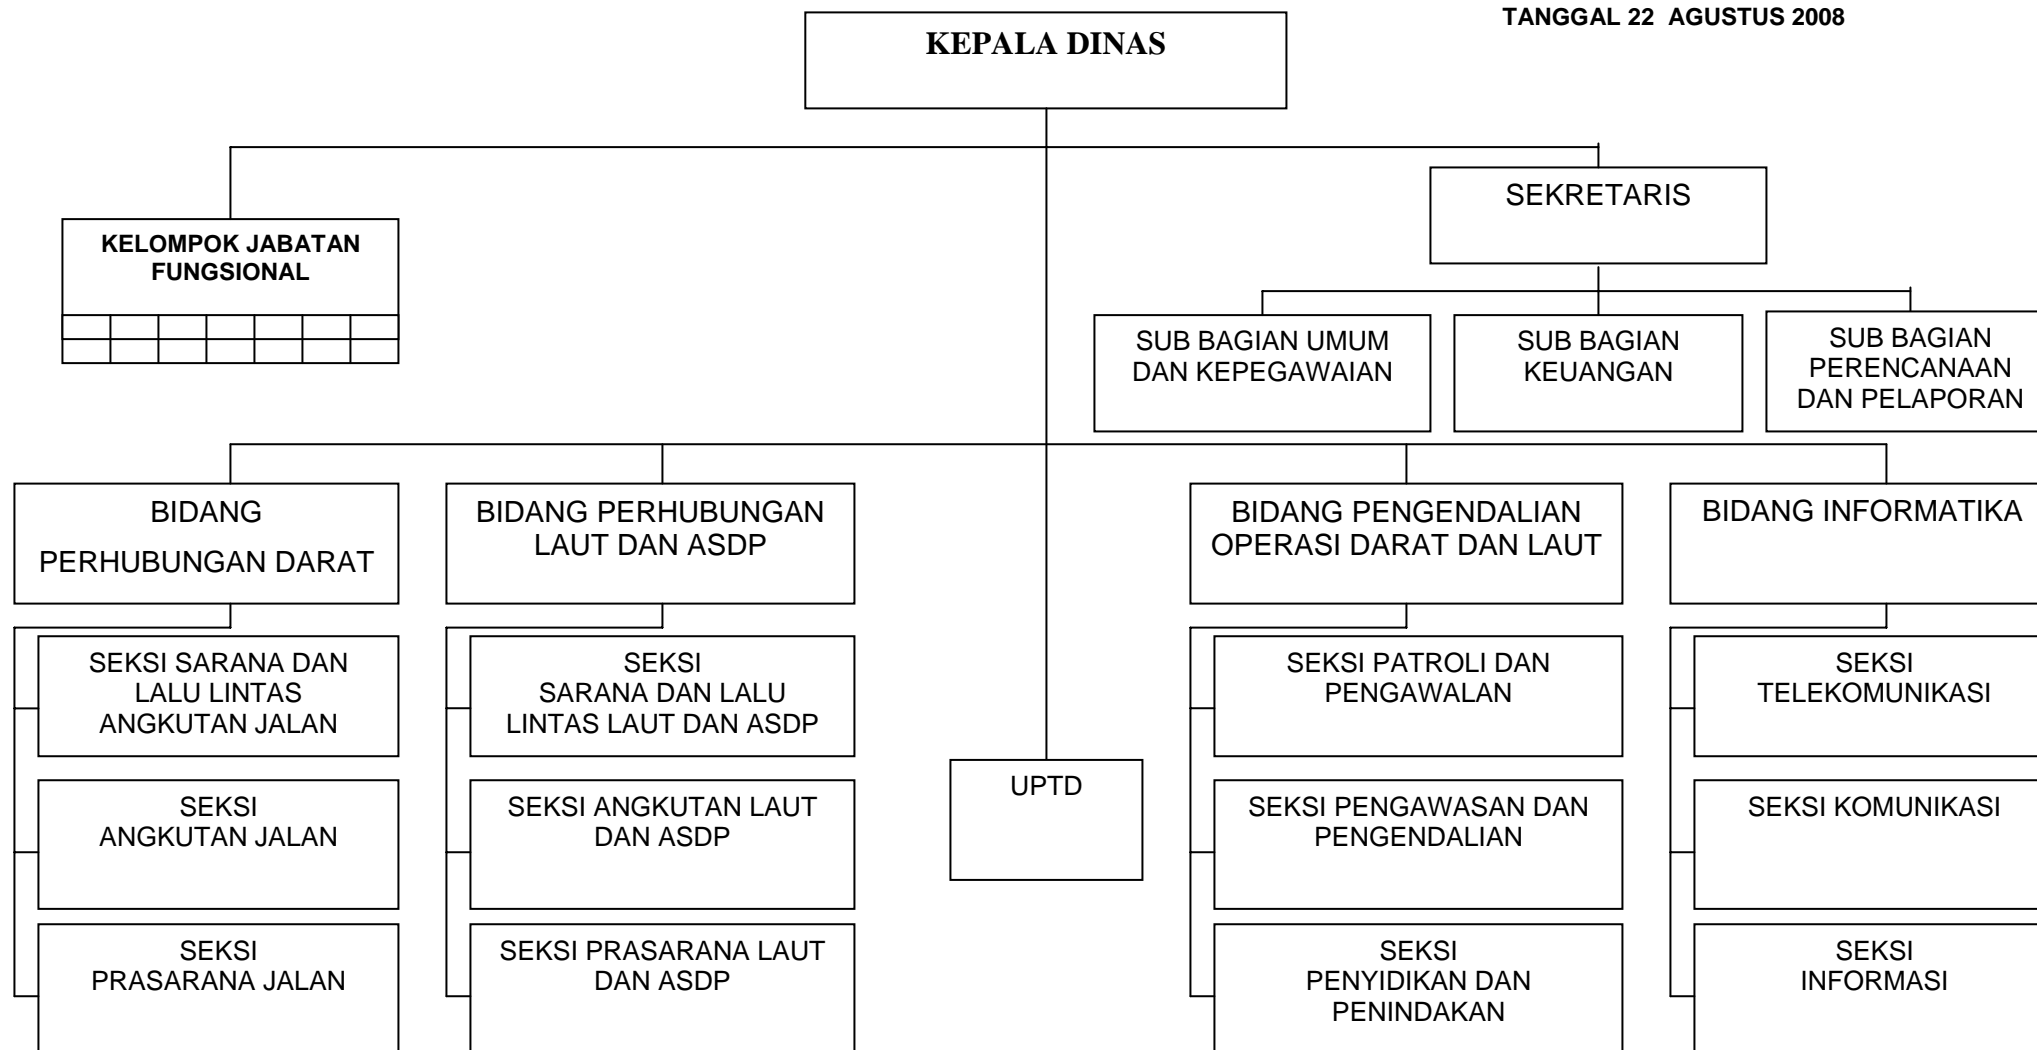 TANGGAL 22  AGUSTUS 2008
KEPALA DINAS
SEKRETARIS
KELOMPOK JABATAN
FUNGSIONAL
SUB BAGIAN UMUM
DAN KEPEGAWAIAN
SUB BAGIAN
KEUANGAN
SUB BAGIAN
PERENCANAAN
DAN PELAPORAN
BIDANG
PERHUBUNGAN DARAT
BIDANG PERHUBUNGAN
LAUT DAN ASDP
BIDANG PENGENDALIAN
OPERASI DARAT DAN LAUT
BIDANG INFORMATIKA
SEKSI SARANA DAN
LALU LINTAS
ANGKUTAN JALAN
SEKSI
SARANA DAN LALU
LINTAS LAUT DAN ASDP
SEKSI PATROLI DAN
PENGAWALAN
SEKSI
TELEKOMUNIKASI
UPTD
SEKSI
ANGKUTAN JALAN
SEKSI ANGKUTAN LAUT
DAN ASDP
SEKSI PENGAWASAN DAN
PENGENDALIAN
SEKSI KOMUNIKASI
SEKSI
PRASARANA JALAN
SEKSI PRASARANA LAUT
DAN ASDP
SEKSI
PENYIDIKAN DAN
PENINDAKAN
SEKSI
INFORMASI